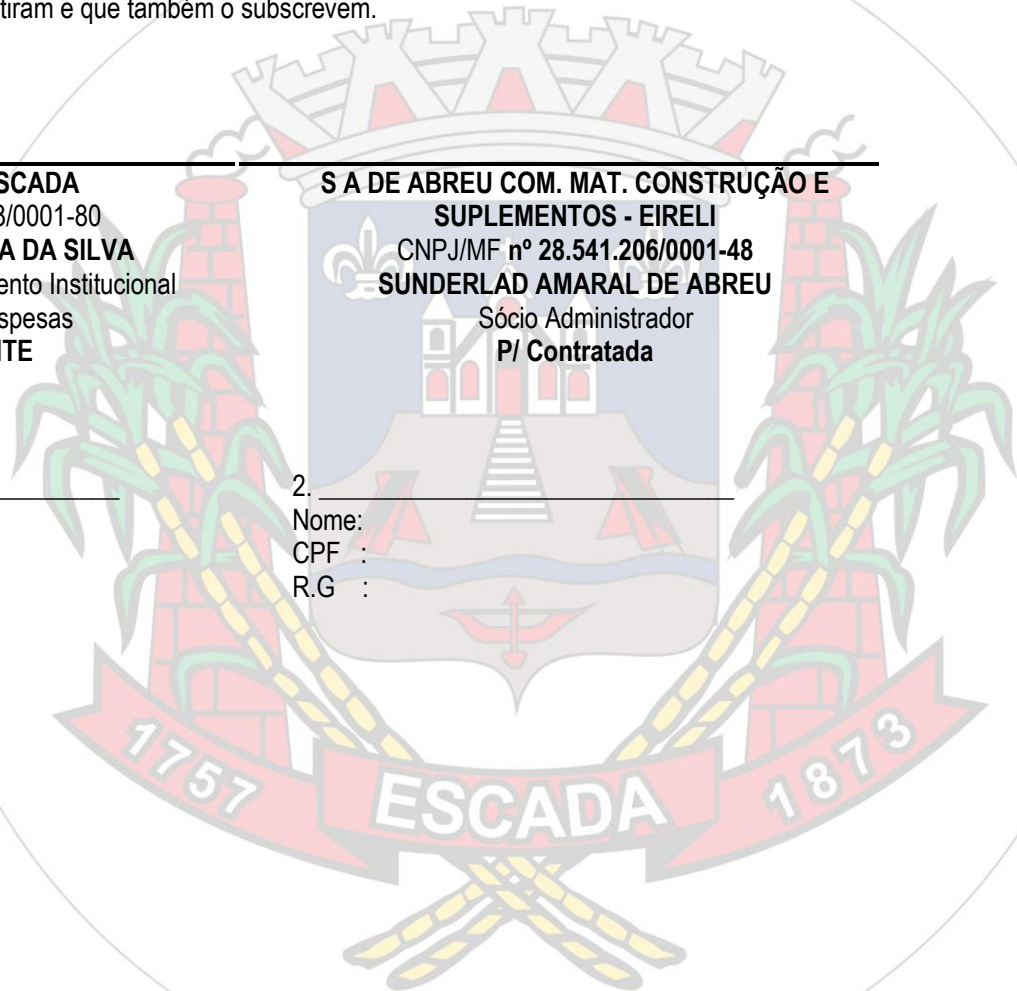 tiram e que também o subscrevem.
SCADA
3/0001-80
A DA SILVA
ento Institucional
spesas
TE
S A DE ABREU COM. MAT. CONSTRUÇÃO E
SUPLEMENTOS - EIRELI
CNPJ/MF nº 28.541.206/0001-48
SUNDERLAD AMARAL DE ABREU
Sócio Administrador
P/ Contratada
2. ______________________________
Nome:
CPF :
R.G :
1757
ESCADA
1873